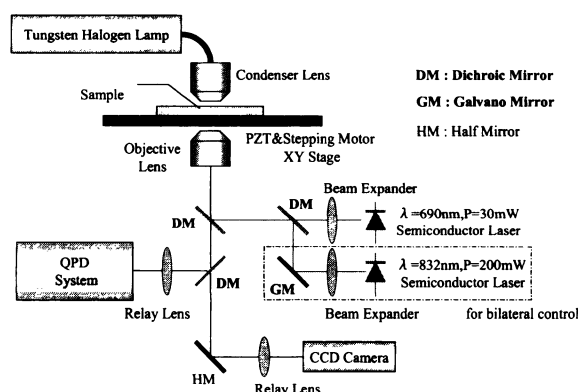 Tungsten Halogen Lamp
Condenser Lens
Sample
DM : Dichroic Mirror
GM : Galvano Mirror
HM : Half Mirror
Objective
Lens
PZT&Stepping Motor
XY Stage
Beam Expander
DM
DM
λ =690nm,P=30mW
Semiconductor Laser
QPD
System
DM
GM
λ =832nm,P=200mW
Semiconductor Laser
Relay Lens
Beam Expander
for bilateral control
HM
CCD Camera
Relay Lens